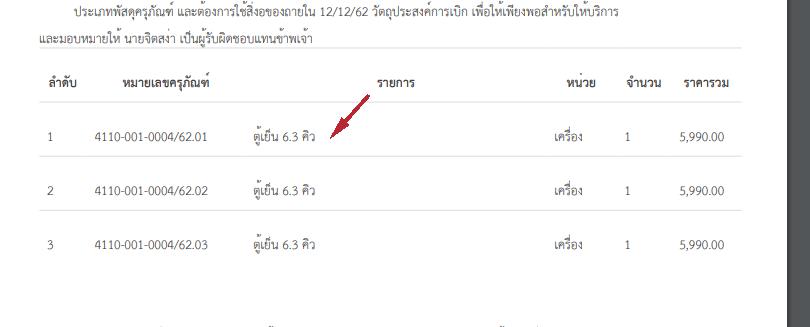 ประเภทพัสดุครุภัณฑ์ และต้องการใช้สิ่งของภายใน 12/12/62 วัตถุประสงค์การเบิก เพื่อให้เพียงพอสำหรับให้บริการ
และมอบหมายให้ นายจิตสง่า เป็นผู้รับผิดชอบแทนข้าพเจ้า
ลำดับ หมายเลขครุภัณฑ์ รายการ หน่วย จำนวน ราคารวม
1 4110-001-0004/62.01 ตู้เย็น 6.3 คิว เครื่อง 1 5,990.00
2 4110-001-0004/62.02 ตู้เย็น 6.3 คิว เครื่อง 1 5,990.00
3 4110-001-0004/62.03 ตู้เย็น 6.3 คิว เครื่อง 1 5,990.00